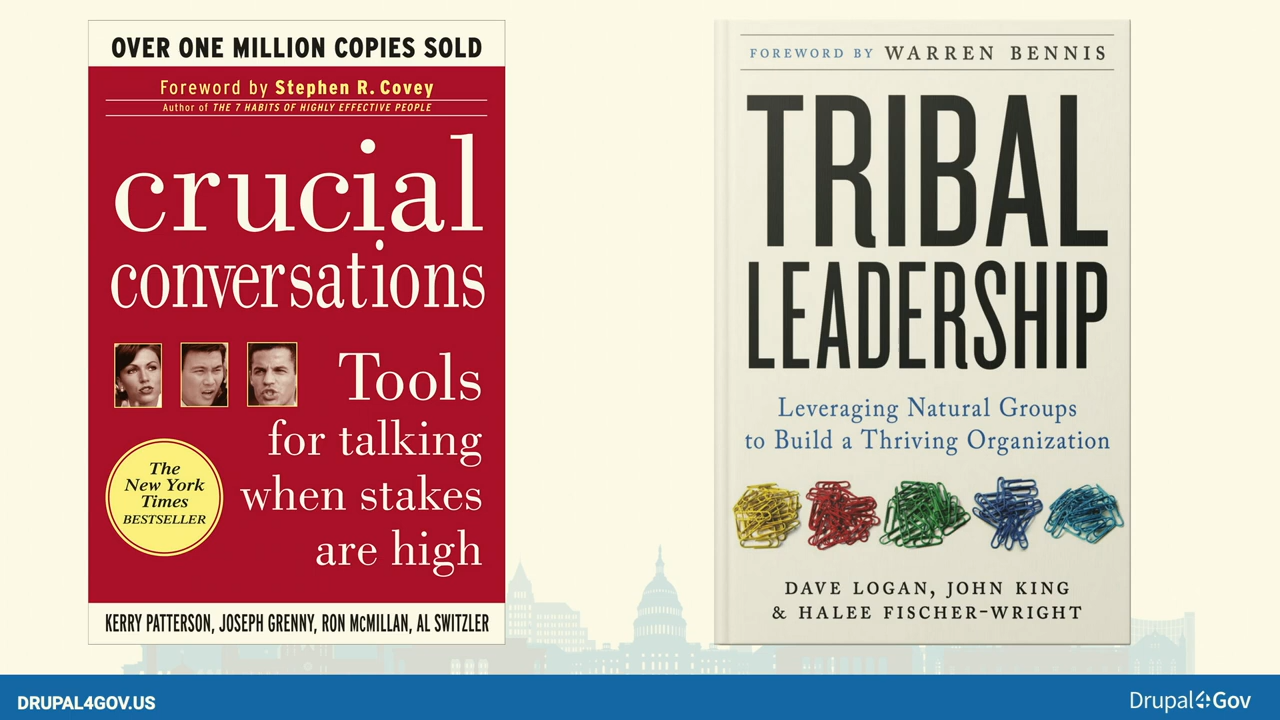 OVER ONE MILLION COPIES SOLD
Foreword by Stephen R. Covey
Author of THE 7 HABITS OF HIGHLY EFFECTIVE PEOPLE
crucial
conversations
Tools
for talking
when stakes
are high
The
New York
Times
BESTSELLER
KERRY PATTERSON, JOSEPH GRENNY, RON McMILLAN, AL SWITZLER
FOREWORD BY WARREN BENNIS
TRIBAL
LEADERSHIP
Leveraging Natural Groups
to Build a Thriving Organization
DAVE LOGAN, JOHN KING
& HALEE FISCHER-WRIGHT
DRUPAL4GOV.US
Drupal4Gov